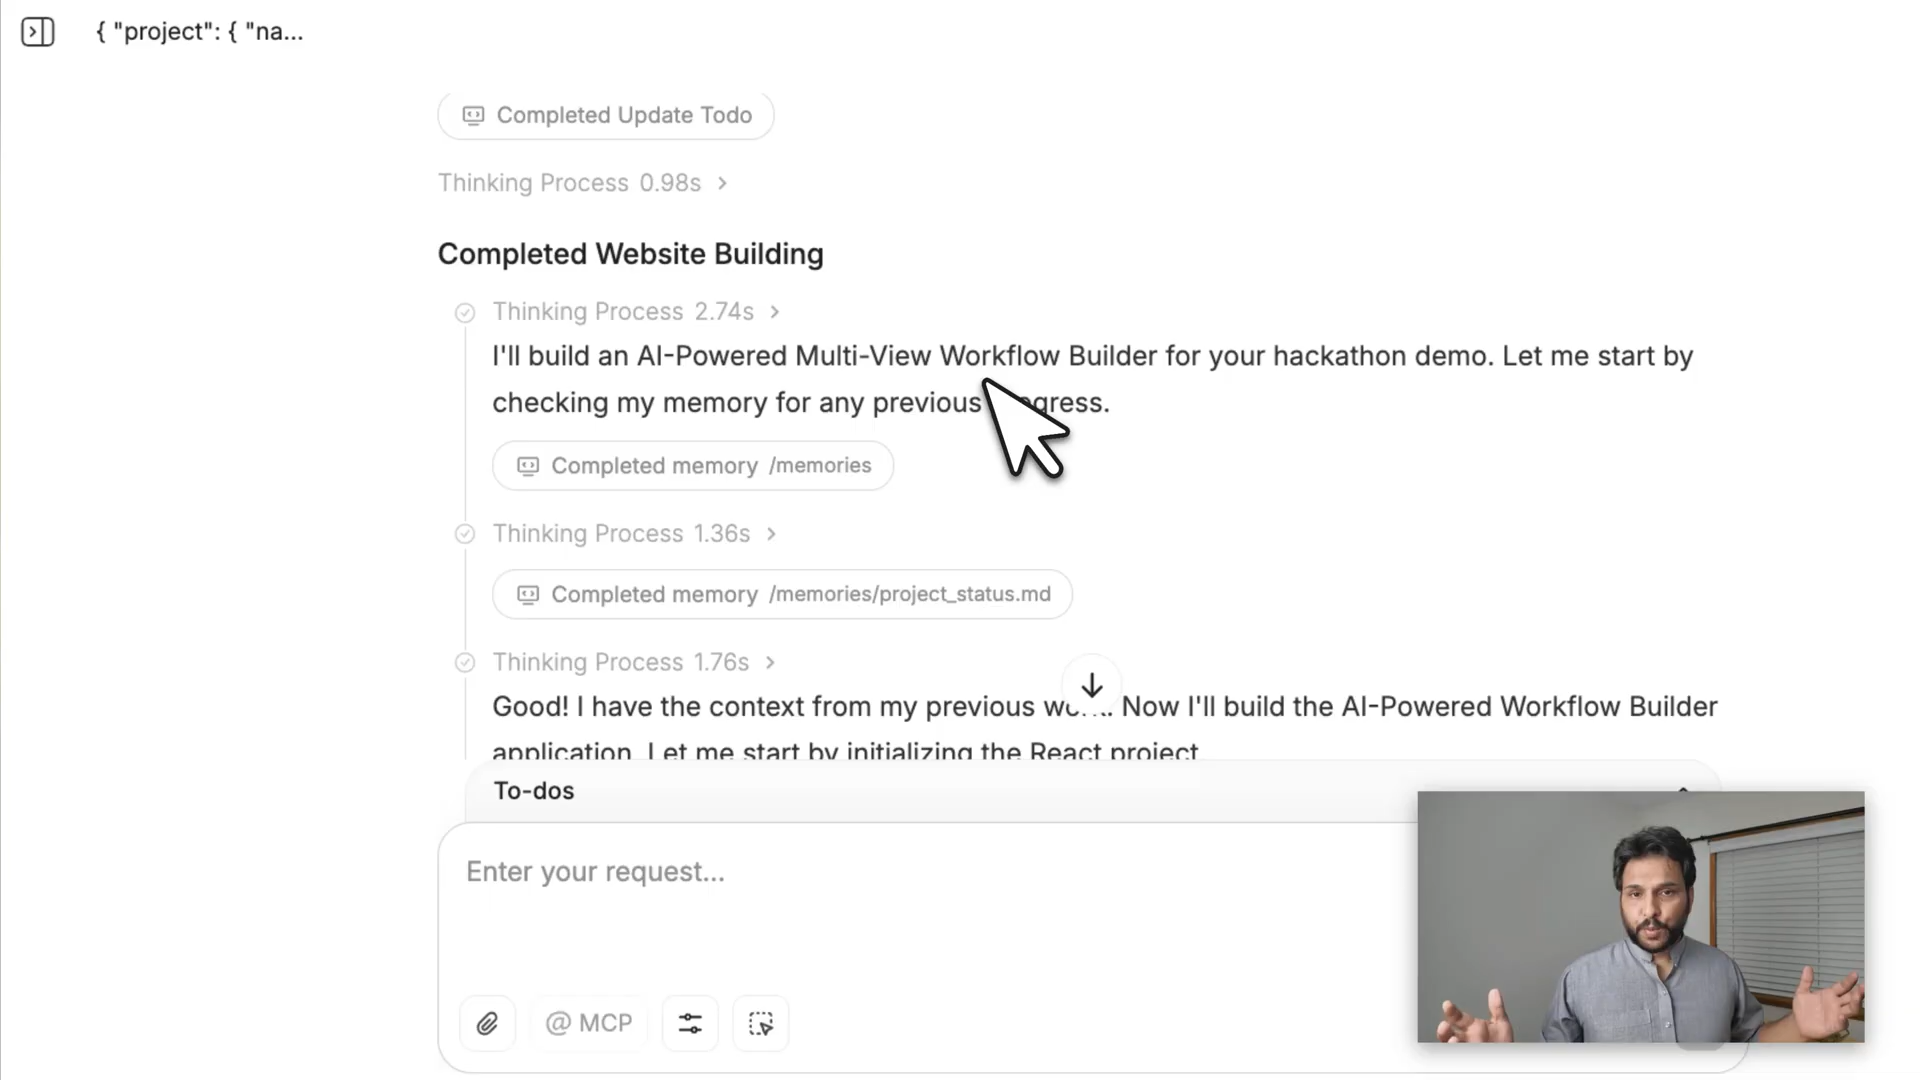 { "project": { "na...
Completed Update Todo
Thinking Process 0.98s
Completed Website Building
Thinking Process 2.74s
I'll build an AI-Powered Multi-View Workflow Builder for your hackathon demo. Let me start by
checking my memory for any previous progress.
Completed memory /memories
Thinking Process 1.36s
Completed memory /memories/project_status.md
Thinking Process 1.76s
Good! I have the context from my previous work. Now I'll build the AI-Powered Workflow Builder
application. Let me start by initializing the React project
To-dos
Enter your request...
@ MCP